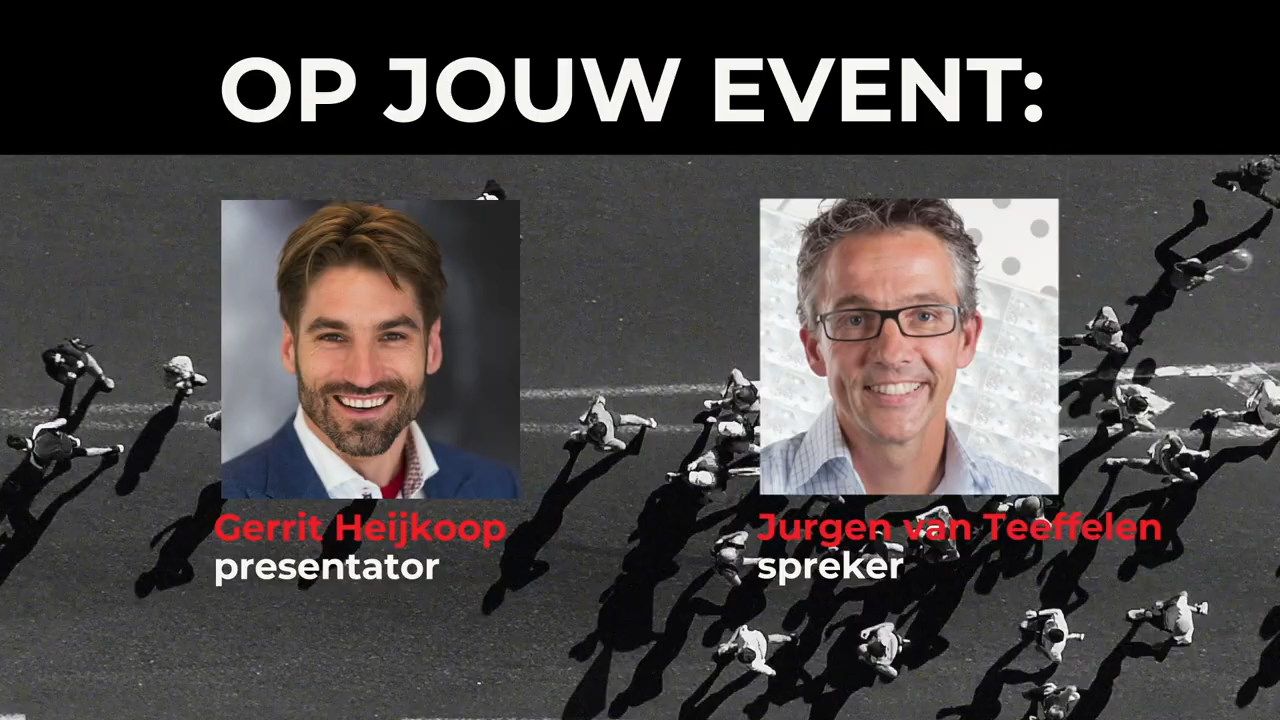 OP JOUW EVENT:
Gerrit Heijkoop
presentator
Jurgen van Teeffelen
spreker